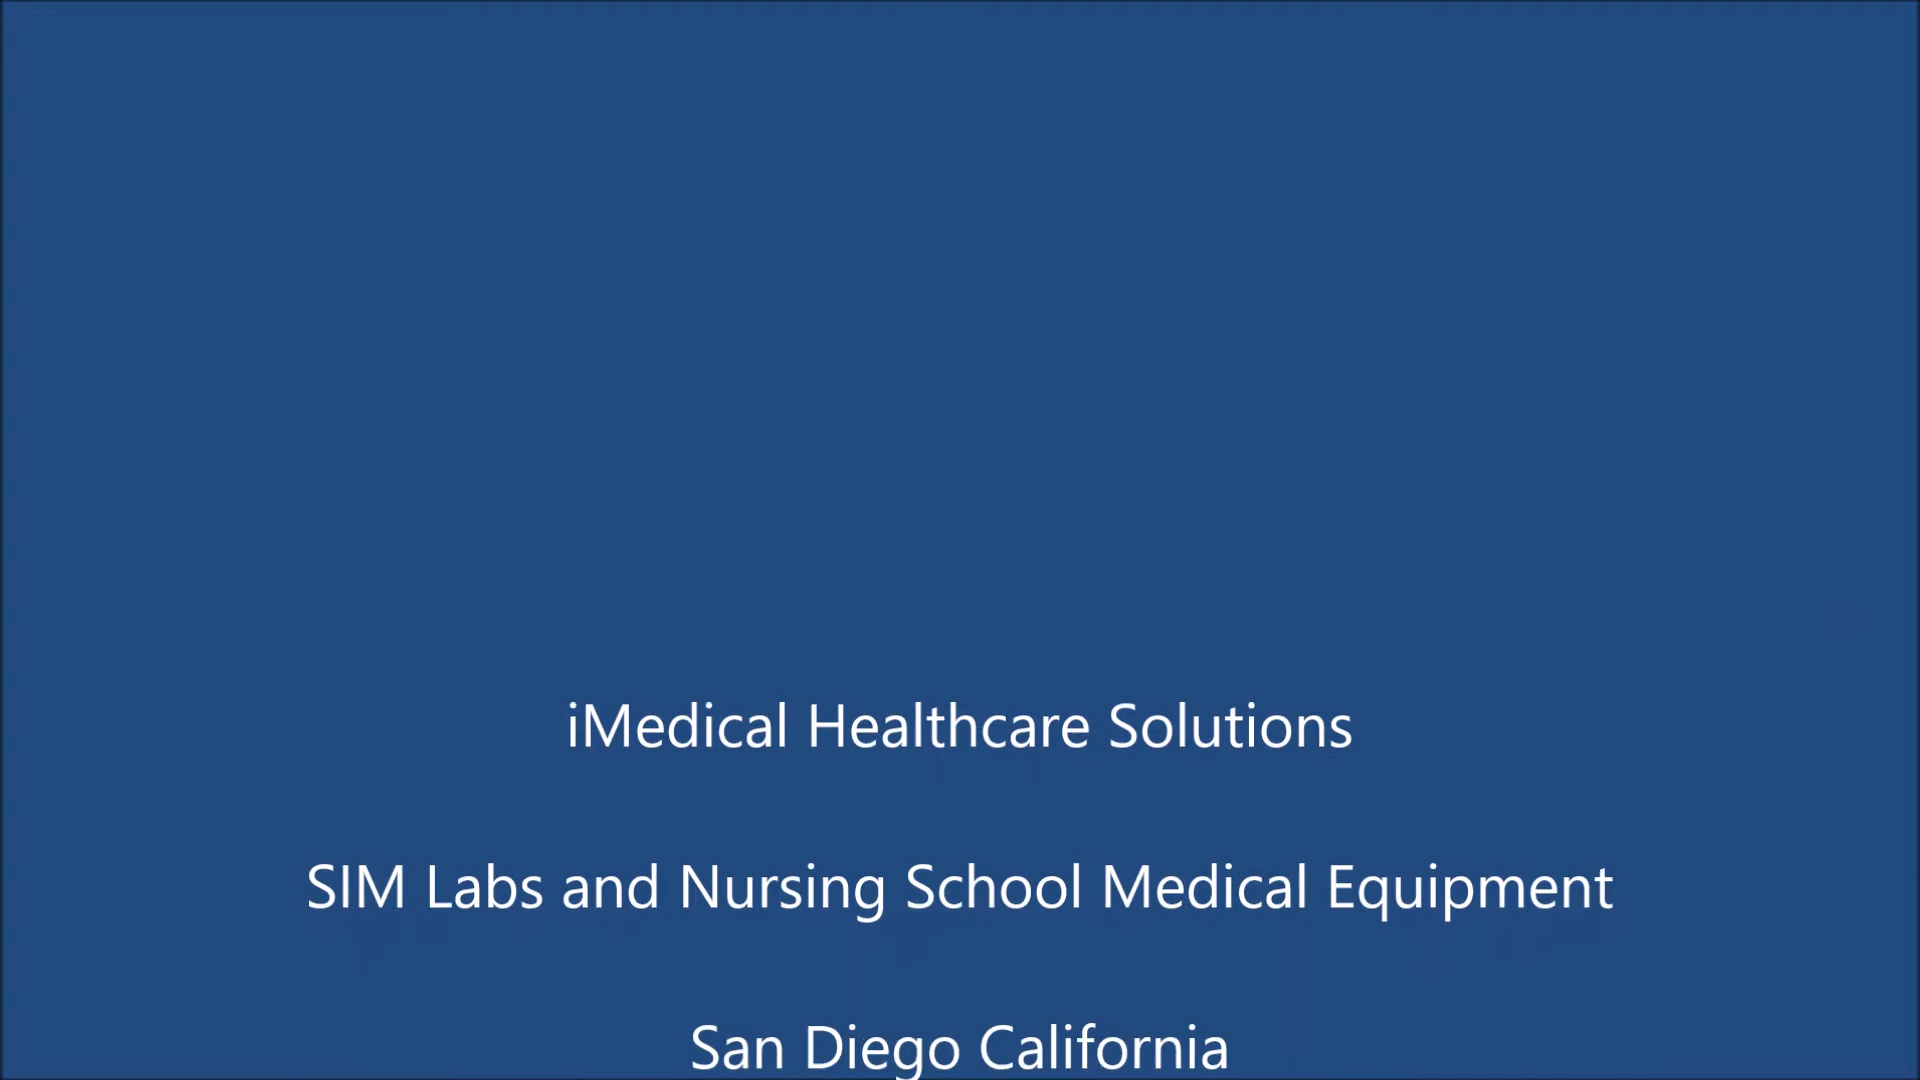 iMedical Healthcare Solutions
SIM Labs and Nursing School Medical Equipment
San Diego California